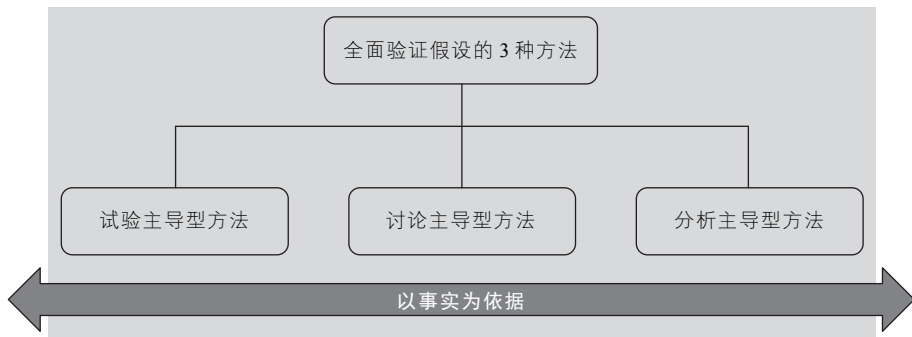 全面验证假设的 3 种方法
试验主导型方法
讨论主导型方法
分析主导型方法
以事实为依据